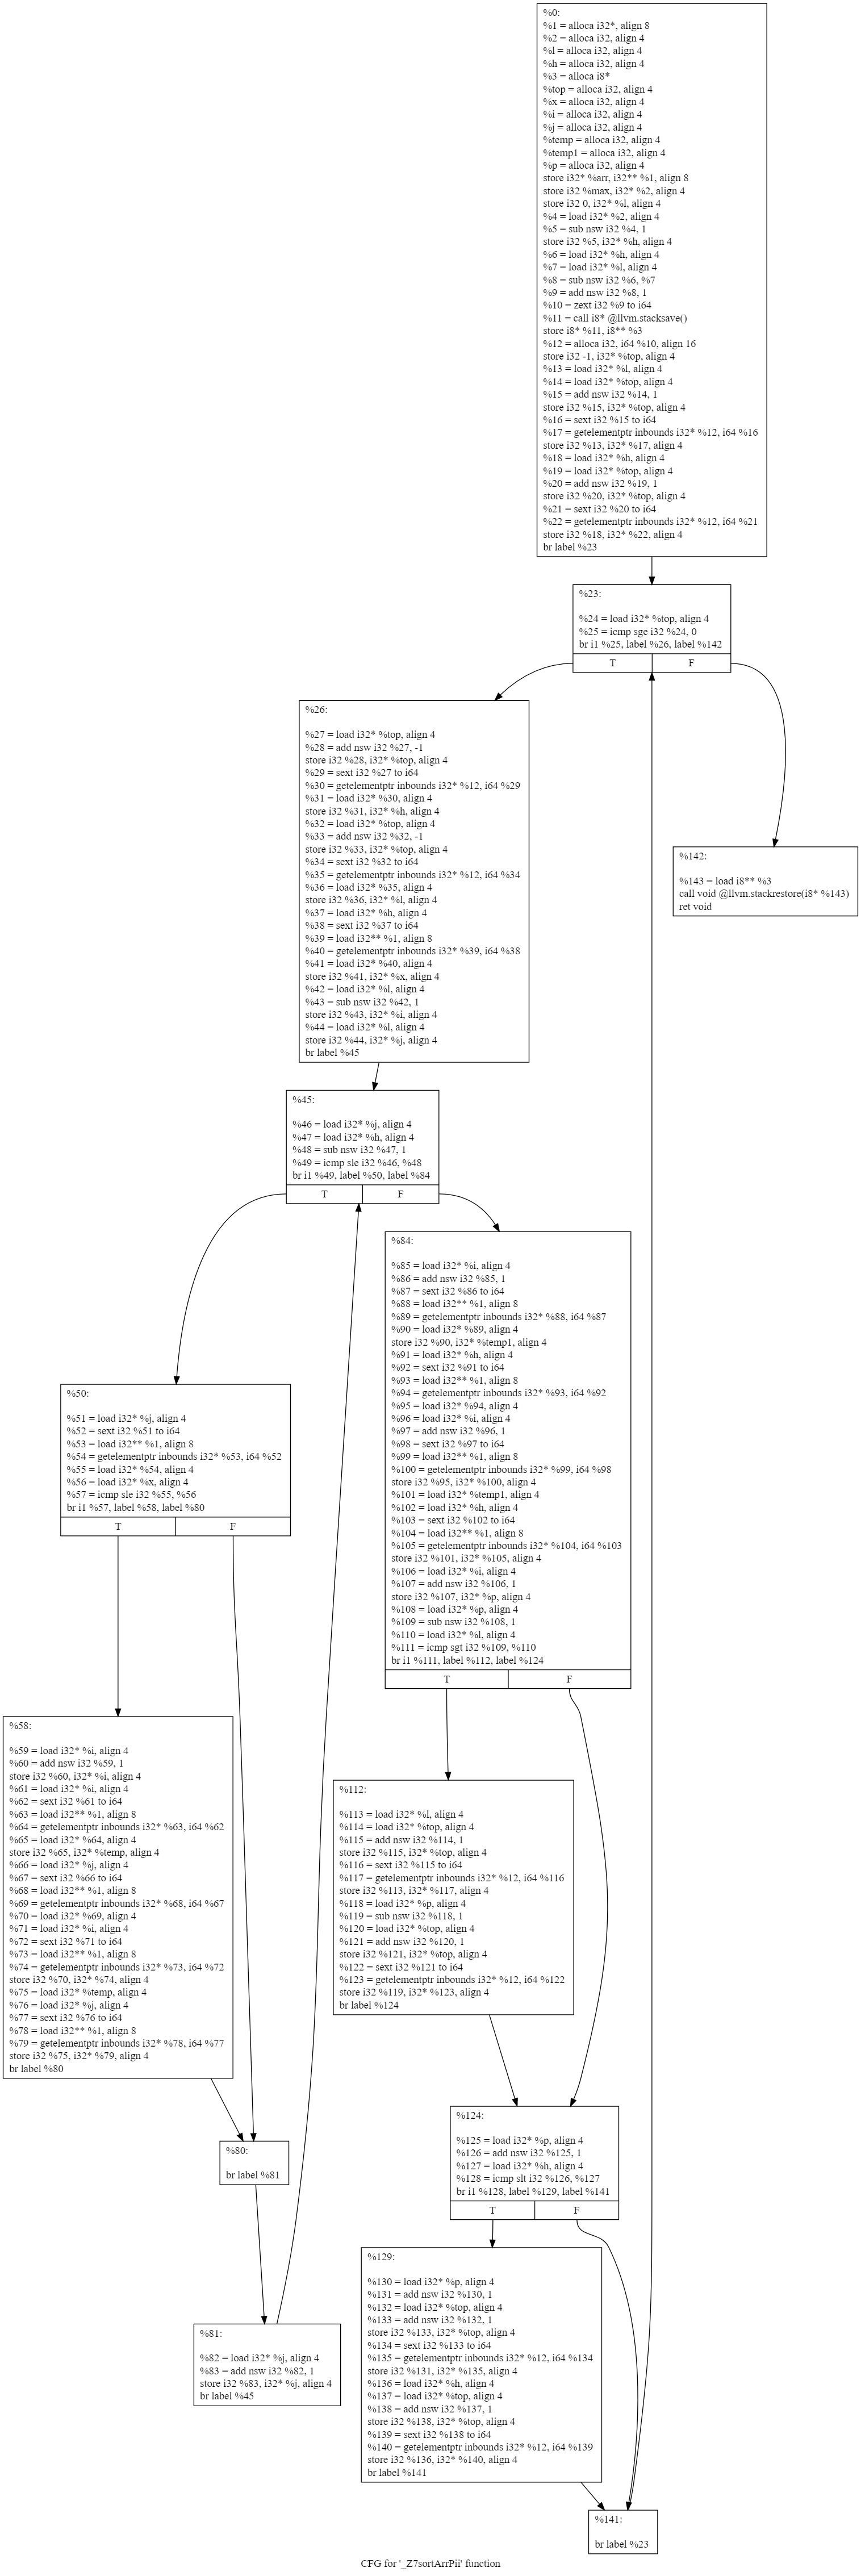 %0:
%1 = alloca i32*, align 8
%2 = alloca i32, align 4
%l = alloca i32, align 4
%h = alloca i32, align 4
%3 = alloca i8*
%top = alloca i32, align 4
%x = alloca i32, align 4
%i = alloca i32, align 4
%j = alloca i32, align 4
%temp = alloca i32, align 4
%temp1 = alloca i32, align 4
%p = alloca i32, align 4
store i32* %arr, i32** %1, align 8
store i32 %max, i32* %2, align 4
store i32 0, i32* %l, align 4
%4 = load i32* %2, align 4
%5 = sub nsw i32 %4, 1
store i32 %5, i32* %h, align 4
%6 = load i32* %h, align 4
%7 = load i32* %l, align 4
%8 = sub nsw i32 %6, %7
%9 = add nsw i32 %8, 1
%10 = zext i32 %9 to i64
%11 = call i8* @llvm.stacksave()
store i8* %11, i8** %3
%12 = alloca i32, i64 %10, align 16
store i32 -1, i32* %top, align 4
%13 = load i32* %l, align 4
%14 = load i32* %top, align 4
%15 = add nsw i32 %14, 1
store i32 %15, i32* %top, align 4
%16 = sext i32 %15 to i64
%17 = getelementptr inbounds i32* %12, i64 %16
store i32 %13, i32* %17, align 4
%18 = load i32* %h, align 4
%19 = load i32* %top, align 4
%20 = add nsw i32 %19, 1
store i32 %20, i32* %top, align 4
%21 = sext i32 %20 to i64
%22 = getelementptr inbounds i32* %12, i64 %21
store i32 %18, i32* %22, align 4
br label %23
%23:
%24 = load i32* %top, align 4
%25 = icmp sge i32 %24, 0
br i1 %25, label %26, label %142
T
F
%26:
%27 = load i32* %top, align 4
%28 = add nsw i32 %27, -1
store i32 %28, i32* %top, align 4
%29 = sext i32 %27 to i64
%30 = getelementptr inbounds i32* %12, i64 %29
%31 = load i32* %30, align 4
store i32 %31, i32* %h, align 4
%32 = load i32* %top, align 4
%33 = add nsw i32 %32, -1
store i32 %33, i32* %top, align 4
%34 = sext i32 %32 to i64
%35 = getelementptr inbounds i32* %12, i64 %34
%36 = load i32* %35, align 4
store i32 %36, i32* %l, align 4
%37 = load i32* %h, align 4
%38 = sext i32 %37 to i64
%39 = load i32** %1, align 8
%40 = getelementptr inbounds i32* %39, i64 %38
%41 = load i32* %40, align 4
store i32 %41, i32* %x, align 4
%42 = load i32* %l, align 4
%43 = sub nsw i32 %42, 1
store i32 %43, i32* %i, align 4
%44 = load i32* %l, align 4
store i32 %44, i32* %j, align 4
br label %45
%142:
%143 = load i8** %3
call void @llvm.stackrestore(i8* %143)
ret void
%45:
%46 = load i32* %j, align 4
%47 = load i32* %h, align 4
%48 = sub nsw i32 %47, 1
%49 = icmp sle i32 %46, %48
br i1 %49, label %50, label %84
T
F
%84:
%85 = load i32* %i, align 4
%86 = add nsw i32 %85, 1
%87 = sext i32 %86 to i64
%88 = load i32** %1, align 8
%89 = getelementptr inbounds i32* %88, i64 %87
%90 = load i32* %89, align 4
store i32 %90, i32* %temp1, align 4
%91 = load i32* %h, align 4
%92 = sext i32 %91 to i64
%93 = load i32** %1, align 8
%94 = getelementptr inbounds i32* %93, i64 %92
%95 = load i32* %94, align 4
%96 = load i32* %i, align 4
%97 = add nsw i32 %96, 1
%98 = sext i32 %97 to i64
%99 = load i32** %1, align 8
%100 = getelementptr inbounds i32* %99, i64 %98
store i32 %95, i32* %100, align 4
%101 = load i32* %temp1, align 4
%102 = load i32* %h, align 4
%103 = sext i32 %102 to i64
%104 = load i32** %1, align 8
%105 = getelementptr inbounds i32* %104, i64 %103
store i32 %101, i32* %105, align 4
%106 = load i32* %i, align 4
%107 = add nsw i32 %106, 1
store i32 %107, i32* %p, align 4
%108 = load i32* %p, align 4
%109 = sub nsw i32 %108, 1
%110 = load i32* %l, align 4
%111 = icmp sgt i32 %109, %110
br i1 %111, label %112, label %124
T
F
%50:
%51 = load i32* %j, align 4
%52 = sext i32 %51 to i64
%53 = load i32** %1, align 8
%54 = getelementptr inbounds i32* %53, i64 %52
%55 = load i32* %54, align 4
%56 = load i32* %x, align 4
%57 = icmp sle i32 %55, %56
br i1 %57, label %58, label %80
T
F
%58:
%59 = load i32* %i, align 4
%60 = add nsw i32 %59, 1
store i32 %60, i32* %i, align 4
%61 = load i32* %i, align 4
%62 = sext i32 %61 to i64
%63 = load i32** %1, align 8
%64 = getelementptr inbounds i32* %63, i64 %62
%65 = load i32* %64, align 4
store i32 %65, i32* %temp, align 4
%66 = load i32* %j, align 4
%67 = sext i32 %66 to i64
%68 = load i32** %1, align 8
%69 = getelementptr inbounds i32* %68, i64 %67
%70 = load i32* %69, align 4
%71 = load i32* %i, align 4
%72 = sext i32 %71 to i64
%73 = load i32** %1, align 8
%74 = getelementptr inbounds i32* %73, i64 %72
store i32 %70, i32* %74, align 4
%75 = load i32* %temp, align 4
%76 = load i32* %j, align 4
%77 = sext i32 %76 to i64
%78 = load i32** %1, align 8
%79 = getelementptr inbounds i32* %78, i64 %77
store i32 %75, i32* %79, align 4
br label %80
%112:
%113 = load i32* %l, align 4
%114 = load i32* %top, align 4
%115 = add nsw i32 %114, 1
store i32 %115, i32* %top, align 4
%116 = sext i32 %115 to i64
%117 = getelementptr inbounds i32* %12, i64 %116
store i32 %113, i32* %117, align 4
%118 = load i32* %p, align 4
%119 = sub nsw i32 %118, 1
%120 = load i32* %top, align 4
%121 = add nsw i32 %120, 1
store i32 %121, i32* %top, align 4
%122 = sext i32 %121 to i64
%123 = getelementptr inbounds i32* %12, i64 %122
store i32 %119, i32* %123, align 4
br label %124
%124:
%125 = load i32* %p, align 4
%126 = add nsw i32 %125, 1
%127 = load i32* %h, align 4
%128 = icmp slt i32 %126, %127
br i1 %128, label %129, label %141
T
F
%80:
br label %81
%129:
%130 = load i32* %p, align 4
%131 = add nsw i32 %130, 1
%132 = load i32* %top, align 4
%133 = add nsw i32 %132, 1
store i32 %133, i32* %top, align 4
%134 = sext i32 %133 to i64
%135 = getelementptr inbounds i32* %12, i64 %134
store i32 %131, i32* %135, align 4
%136 = load i32* %h, align 4
%137 = load i32* %top, align 4
%138 = add nsw i32 %137, 1
store i32 %138, i32* %top, align 4
%139 = sext i32 %138 to i64
%140 = getelementptr inbounds i32* %12, i64 %139
store i32 %136, i32* %140, align 4
br label %141
%81:
%82 = load i32* %j, align 4
%83 = add nsw i32 %82, 1
store i32 %83, i32* %j, align 4
br label %45
%141:
br label %23
CFG for '_Z7sortArrPii' function